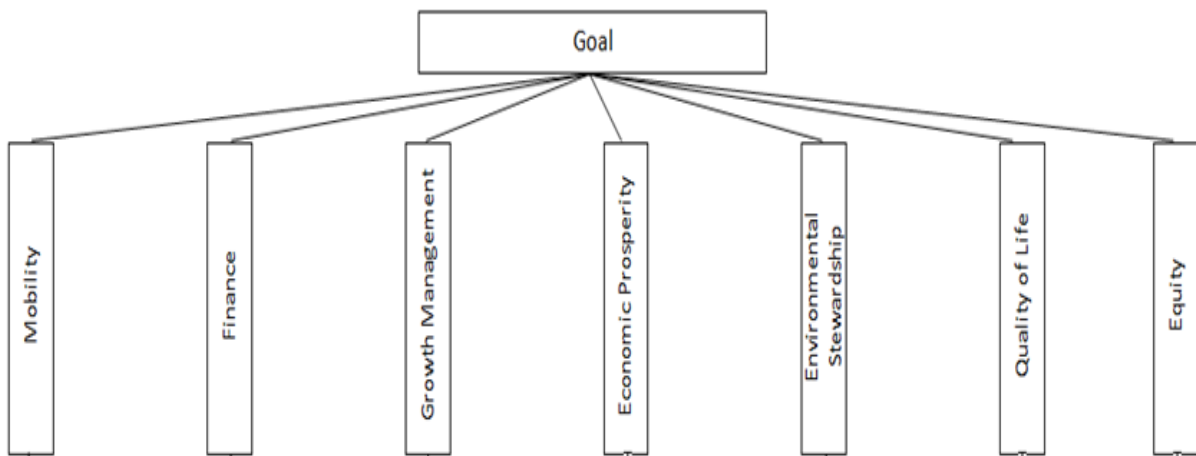 Goal
Mobility
Finance
Growth Management
Economic Prosperity
Environmental
Stewardship
Quality of Life
Equity